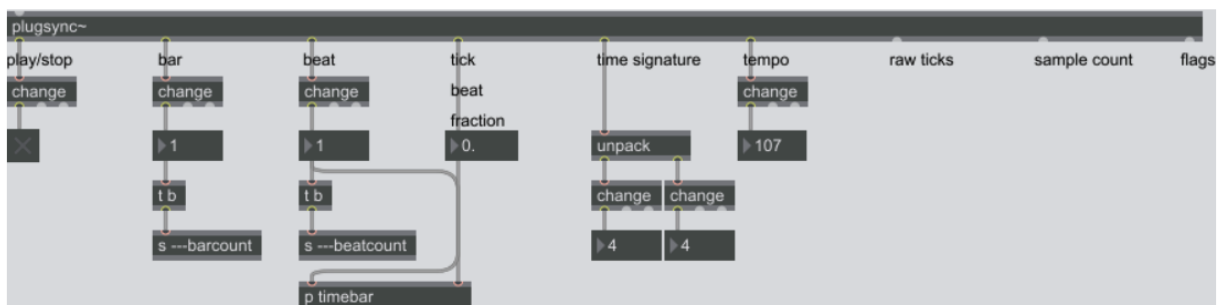 plugsync~
play/stop bar beat tick time signature tempo raw ticks sample count flags
change change change beat change
fraction
1 1 0. unpack 107
t b t b change change
s ---barcount s ---beatcount 4 4
p timebar